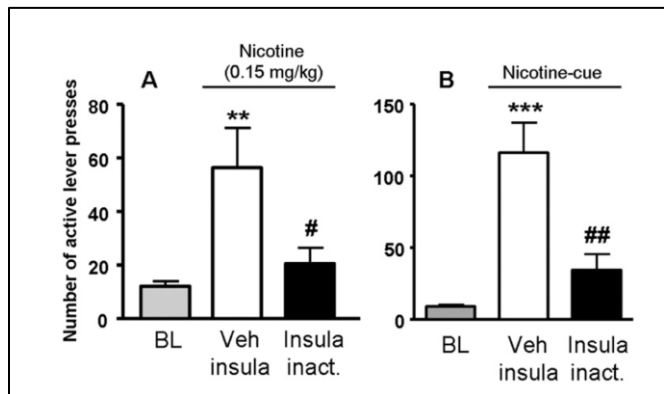 A
Nicotine
(0.15 mg/kg)
B
Nicotine-cue
Number of active lever presses
80
60
40
20
0
**
#
BL
Veh
insula
Insula
inact.
150
100
50
0
***
##
BL
Veh
insula
Insula
inact.